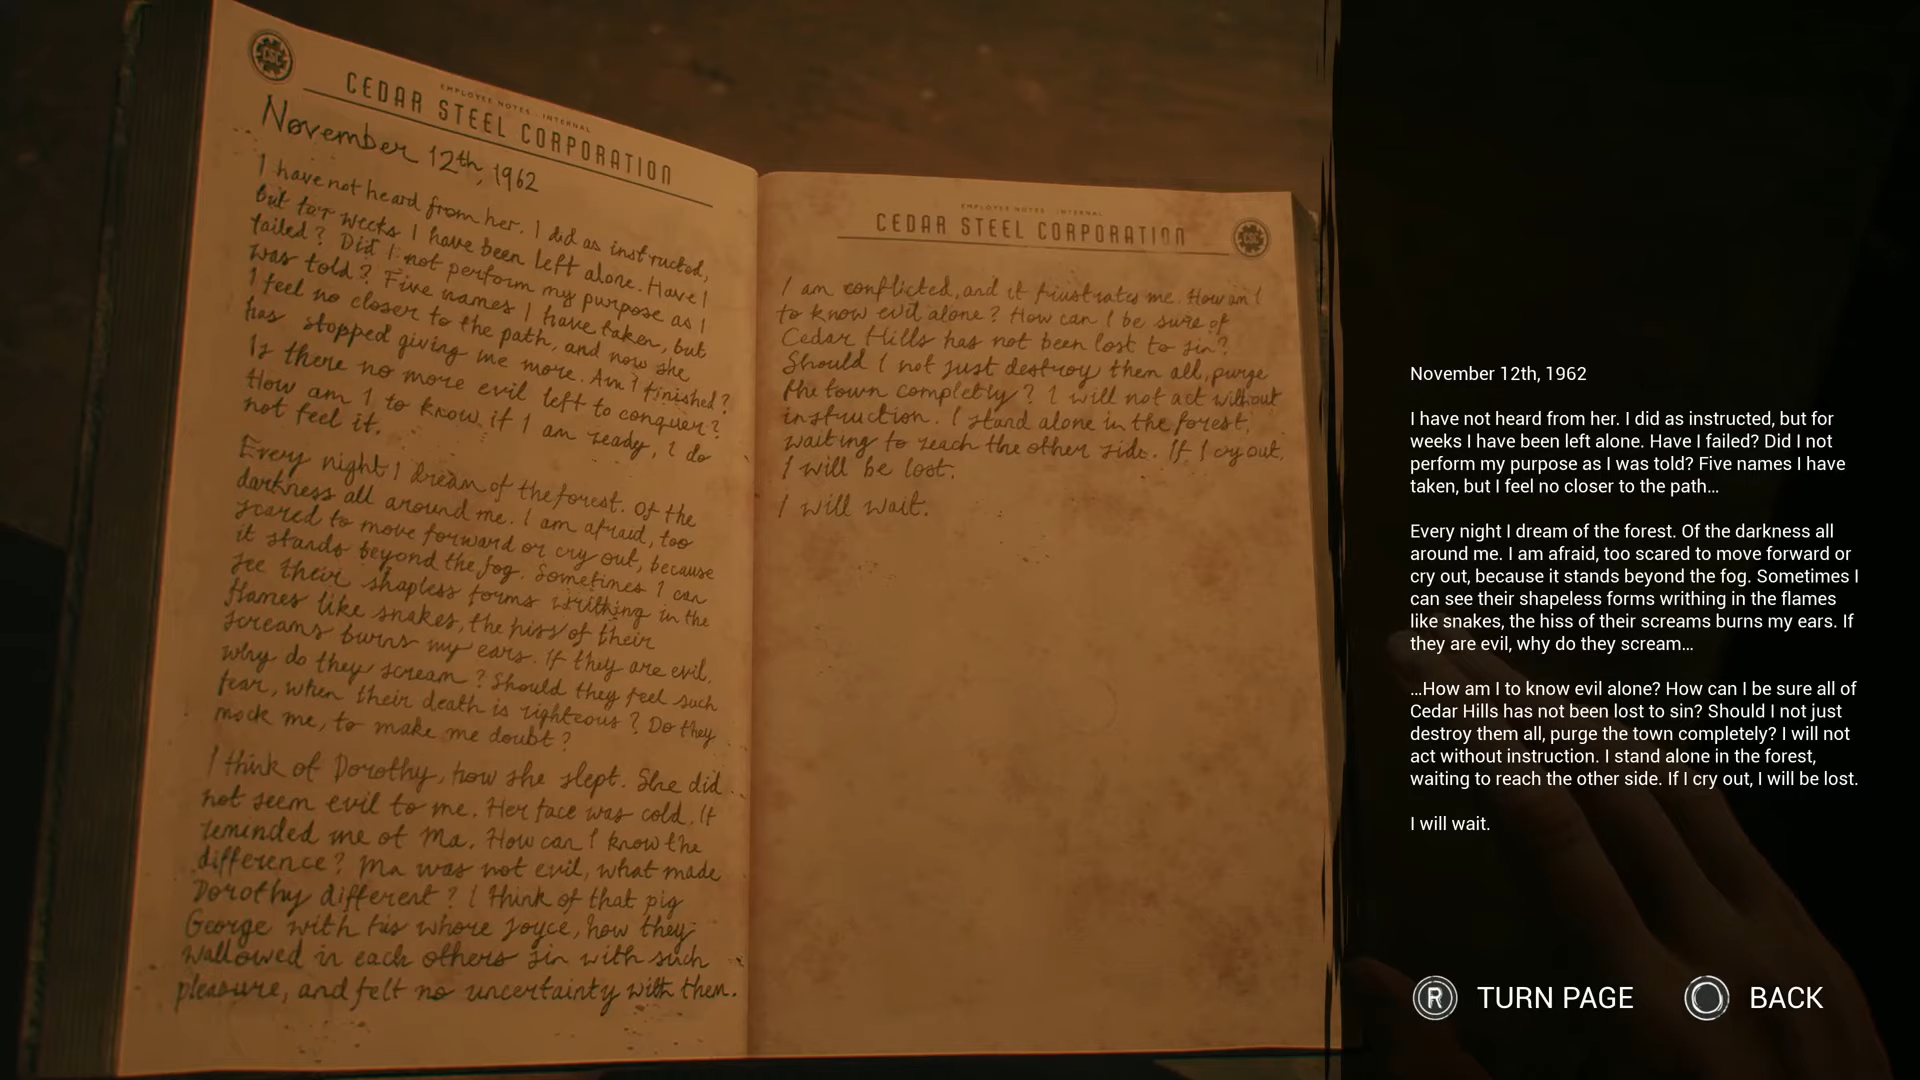 CSC
EMPLOYEE NOTES - INTERNAL
CEDAR STEEL CORPORATION
November 12th, 1962
I have not heard from her. I did as instructed,
but for weeks I have been left alone. Have I
failed? Did I not perform my purpose as I
was told? Five names I have taken, but
I feel no closer to the path, and now she
has stopped giving me more. Am I finished?
Is there no more evil left to conquer?
How am I to know if I am ready, I do
not feel it.
Every night I dream of the forest. Of the
darkness all around me. I am afraid, too
scared to move forward or cry out, because
it stands beyond the fog. Sometimes I can
see their shapless forms writhing in the
flames like snakes, the hiss of their
screams burns my ears. If they are evil,
why do they scream? Should they feel such
fear, when their death is righteous? Do they
mock me, to make me doubt?
I think of Dorothy, how she slept. She did
not seem evil to me. Her face was cold. It
reminded me of Ma. How can I know the
difference? Ma was not evil, what made
Dorothy different? I think of that pig
George with his whore Joyce, how they
wallowed in each others sin with such
pleasure, and felt no uncertainty with them.
EMPLOYEE NOTES - INTERNAL
CEDAR STEEL CORPORATION
CSC
I am conflicted, and it frustrates me. How am I
to know evil alone? How can I be sure of
Cedar Hills has not been lost to sin?
Should I not just destroy them all, purge
the town completly? I will not act without
instruction. I stand alone in the forest,
waiting to reach the other side. If I cry out,
I will be lost.
I will wait.
November 12th, 1962
I have not heard from her. I did as instructed, but for
weeks I have been left alone. Have I failed? Did I not
perform my purpose as I was told? Five names I have
taken, but I feel no closer to the path…
Every night I dream of the forest. Of the darkness all
around me. I am afraid, too scared to move forward or
cry out, because it stands beyond the fog. Sometimes I
can see their shapeless forms writhing in the flames
like snakes, the hiss of their screams burns my ears. If
they are evil, why do they scream…
…How am I to know evil alone? How can I be sure all of
Cedar Hills has not been lost to sin? Should I not just
destroy them all, purge the town completely? I will not
act without instruction. I stand alone in the forest,
waiting to reach the other side. If I cry out, I will be lost.
I will wait.
R TURN PAGE
BACK